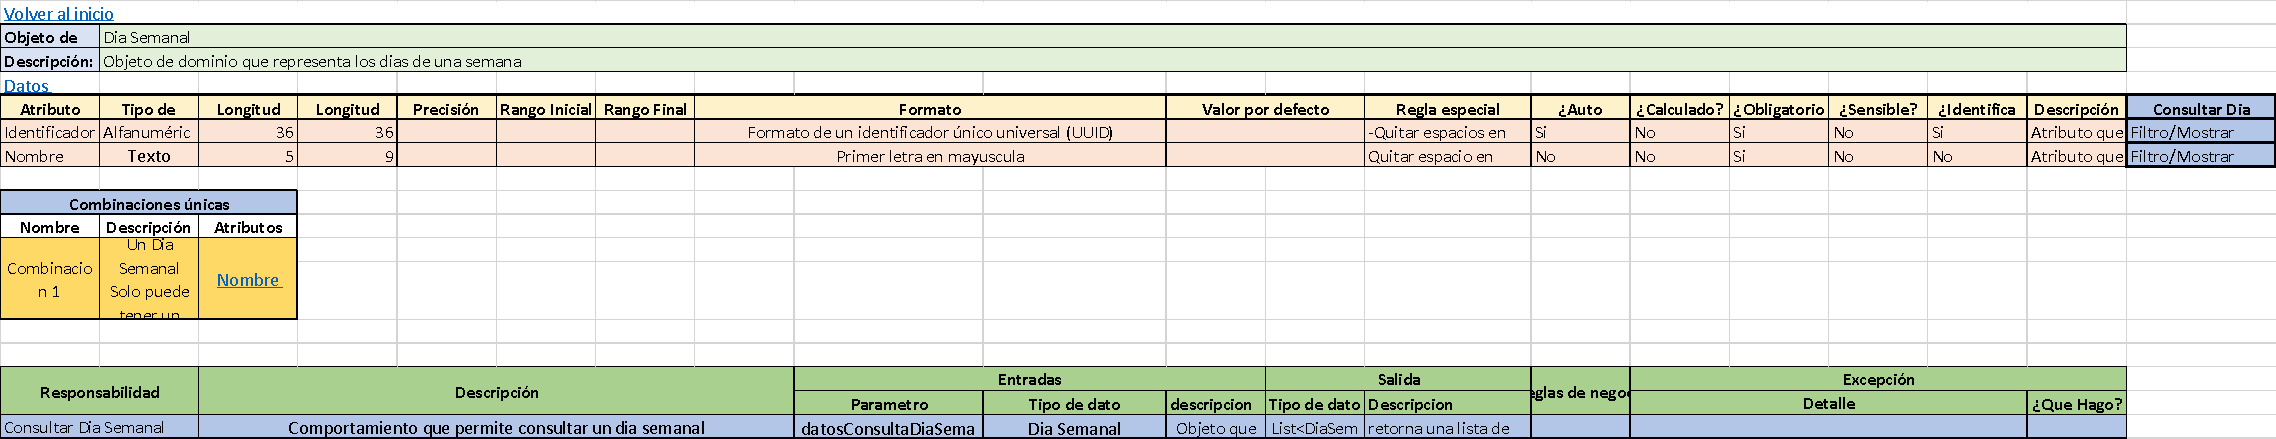 Volver al inicio
Objeto de Dia Semanal
Descripción: Objeto de dominio que representa los dias de una semana
Datos
Atributo Tipo de Longitud Longitud Precisión Rango Inicial Rango Final Formato Valor por defecto Regla especial ¿Auto ¿Calculado? ¿Obligatorio ¿Sensible? ¿Identifica Descripción Consultar Dia
Identificador Alfanuméric 36 36 Formato de un identificador único universal (UUID) -Quitar espacios en Si No Si No Si Atributo que Filtro/Mostrar
Nombre Texto 5 9 Primer letra en mayuscula Quitar espacio en No No Si No No Atributo que Filtro/Mostrar
Combinaciones únicas
Nombre Descripción Atributos
Combinacio
n 1
Un Dia
Semanal
Solo puede
tener un
Nombre
Responsabilidad Descripción Entradas Salida eglas de nego Excepción
Parametro Tipo de dato descripcion Tipo de dato Descripcion Detalle ¿Que Hago?
Consultar Dia Semanal Comportamiento que permite consultar un dia semanal datosConsultaDiaSema Dia Semanal Objeto que List<DiaSem retorna una lista de